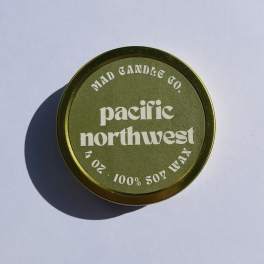 MAD CANDLE CO.
pacific
northwest
4 OZ · 100% SOY WAX